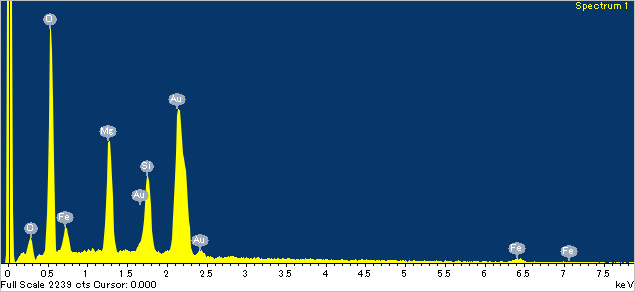 Spectrum 1
O
Au
Mg
Si
Au
Fe
C
Au
Fe
Fe
0 0.5 1 1.5 2 2.5 3 3.5 4 4.5 5 5.5 6 6.5 7 7.5
Full Scale 2239 cts Cursor: 0.000 keV